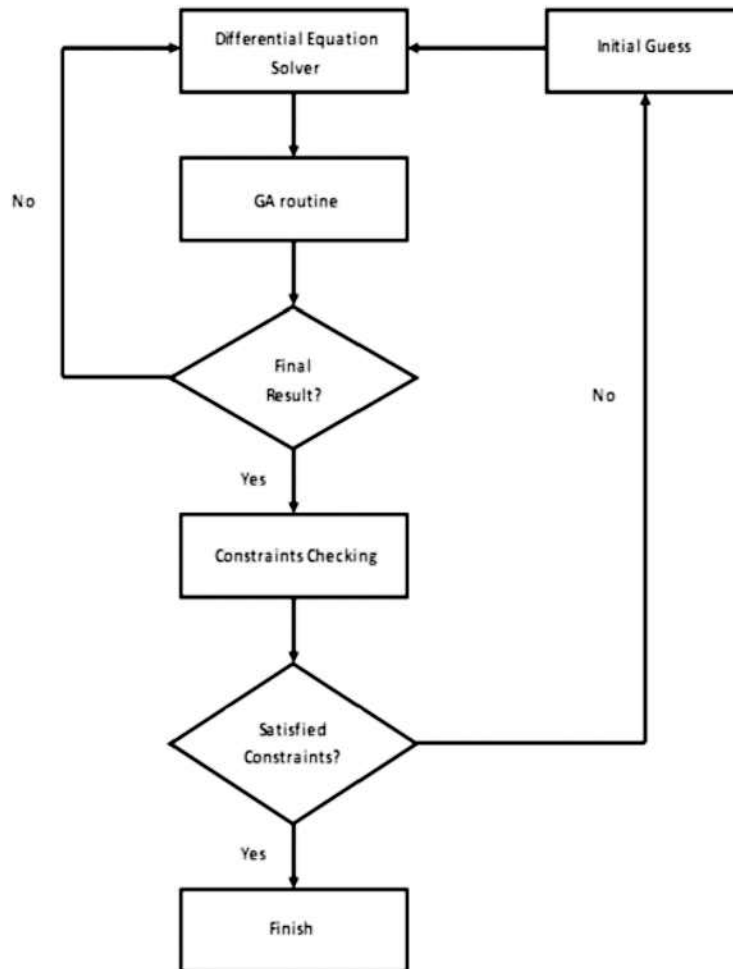 Differential Equation
Solver
Initial Guess
GA routine
No
Final
Result?
No
Yes
Constraints Checking
Satisfied
Constraints?
Yes
Finish